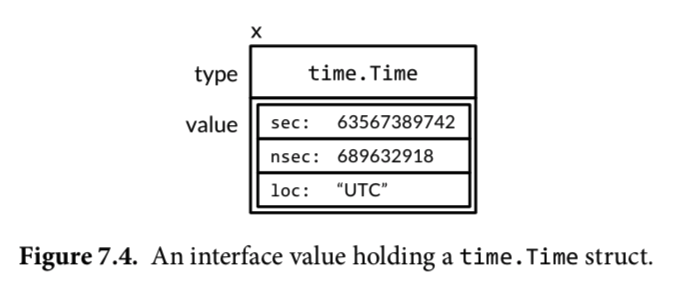 x
type time.Time
value sec: 63567389742
nsec: 689632918
loc: “UTC”
Figure 7.4. An interface value holding a time.Time struct.